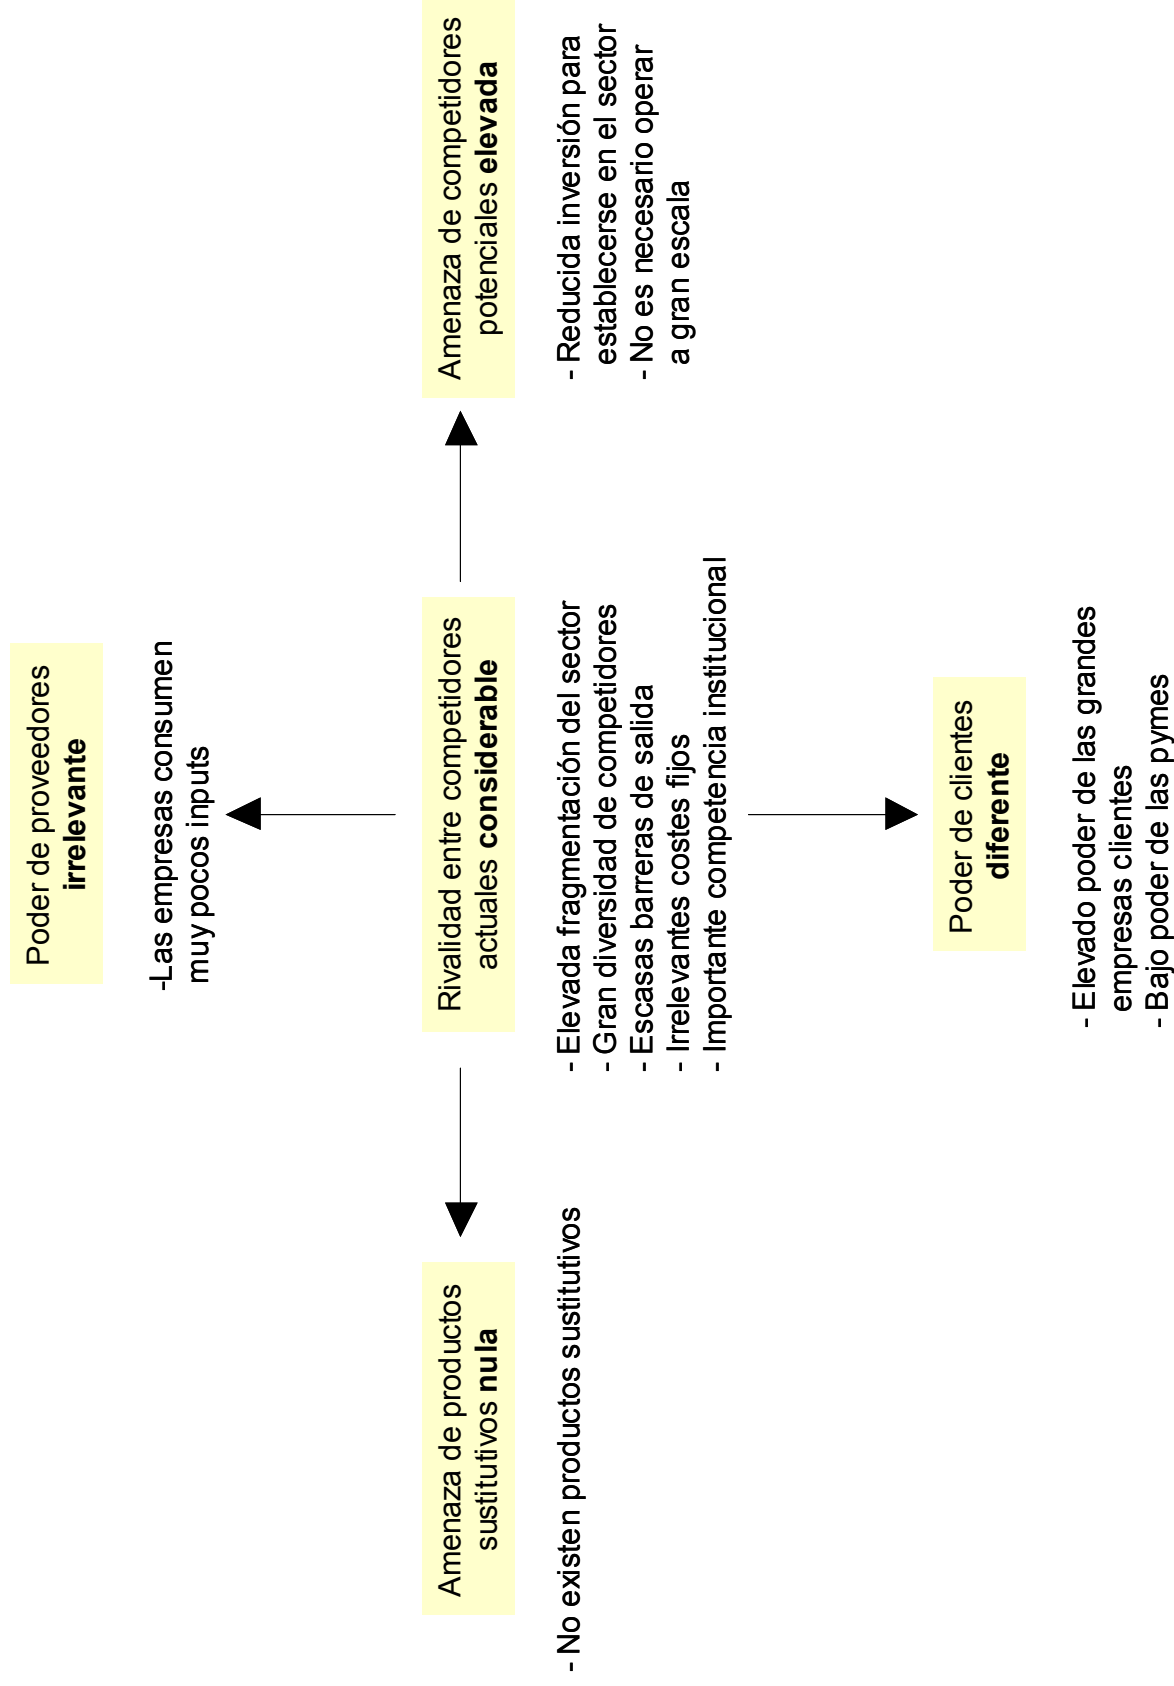 Poder de proveedores
irrelevante
-Las empresas consumen
muy pocos inputs
Amenaza de productos
sustitutivos nula
- No existen productos sustitutivos
Rivalidad entre competidores
actuales considerable
- Elevada fragmentación del sector
- Gran diversidad de competidores
- Escasas barreras de salida
- Irrelevantes costes fijos
- Importante competencia institucional
Amenaza de competidores
potenciales elevada
- Reducida inversión para
establecerse en el sector
- No es necesario operar
a gran escala
Poder de clientes
diferente
- Elevado poder de las grandes
empresas clientes
- Bajo poder de las pymes